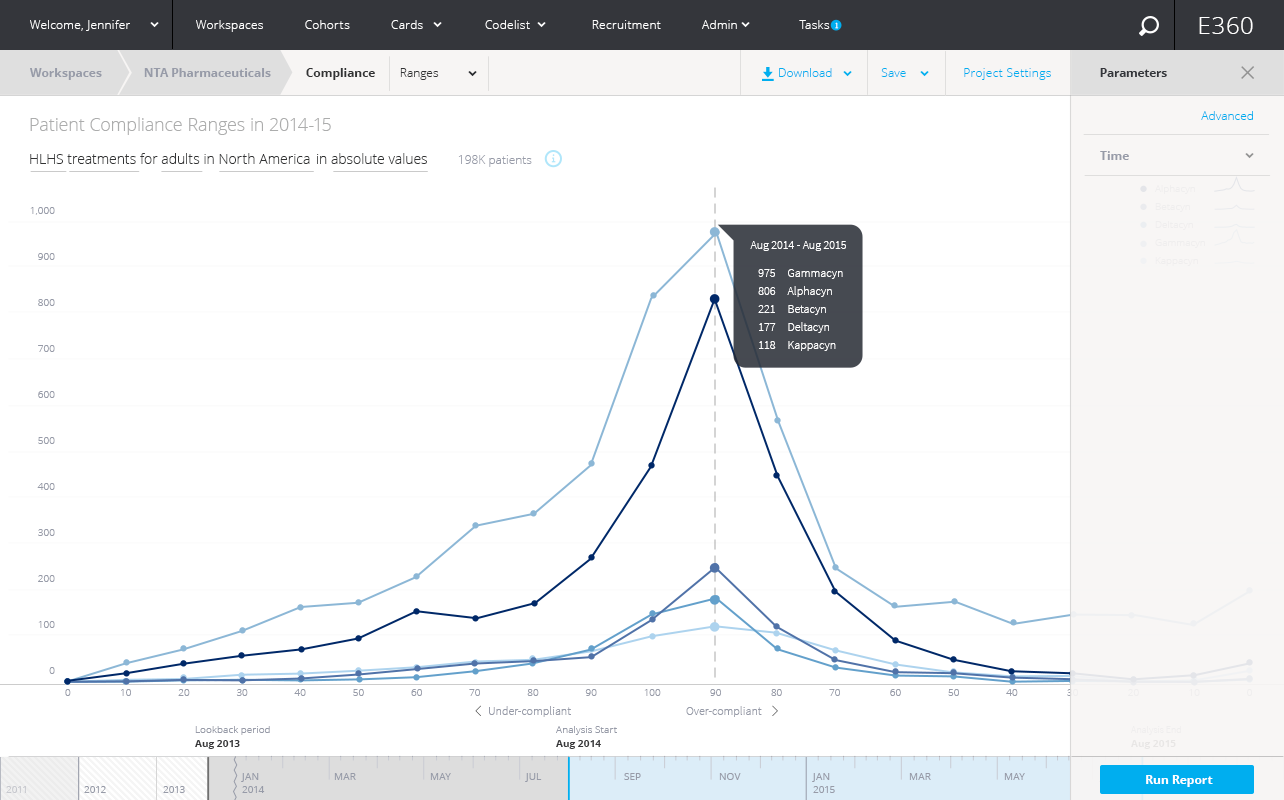 Welcome, Jennifer Workspaces Cohorts Cards Codelist Recruitment Admin Tasks i E360
Workspaces NTA Pharmaceuticals Compliance Ranges Download Save Project Settings Parameters
Advanced
Time
Patient Compliance Ranges in 2014-15
HLHS treatments for adults in North America in absolute values 198K patients i
Alphacyn
Betacyn
Deltacyn
Gammacyn
Kappacyn
1,000
900
800
700
600
500
400
300
200
100
0
Aug 2014 - Aug 2015
975 Gammacyn
806 Alphacyn
221 Betacyn
177 Deltacyn
118 Kappacyn
0 10 20 30 40 50 60 70 80 90 100 90 80 70 60 50 40 30 20 10 0
Under-compliant Over-compliant
Lookback period Analysis Start
Aug 2013 Aug 2014 Aug 2015
JAN MAR MAY JUL SEP NOV JAN MAR MAY
2011 2012 2013 2014 2015
Run Report